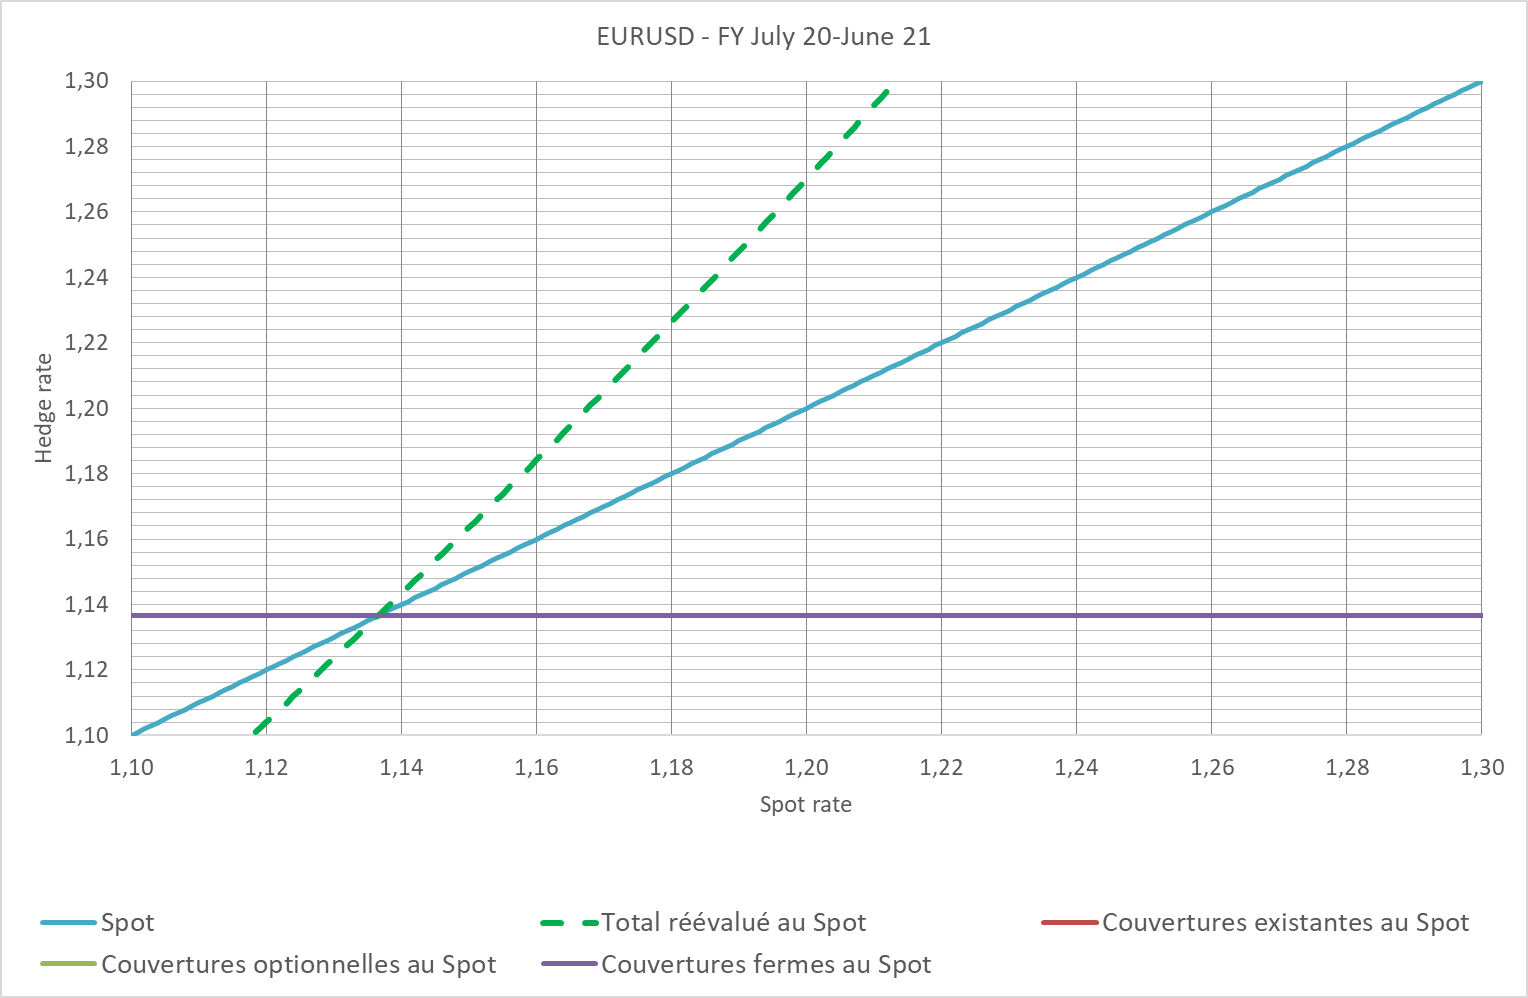 EURUSD - FY July 20-June 21
Hedge rate
1,30
1,28
1,26
1,24
1,22
1,20
1,18
1,16
1,14
1,12
1,10
1,10 1,12 1,14 1,16 1,18 1,20 1,22 1,24 1,26 1,28 1,30
Spot rate
Spot Total réévalué au Spot Couvertures existantes au Spot
Couvertures optionnelles au Spot Couvertures fermes au Spot